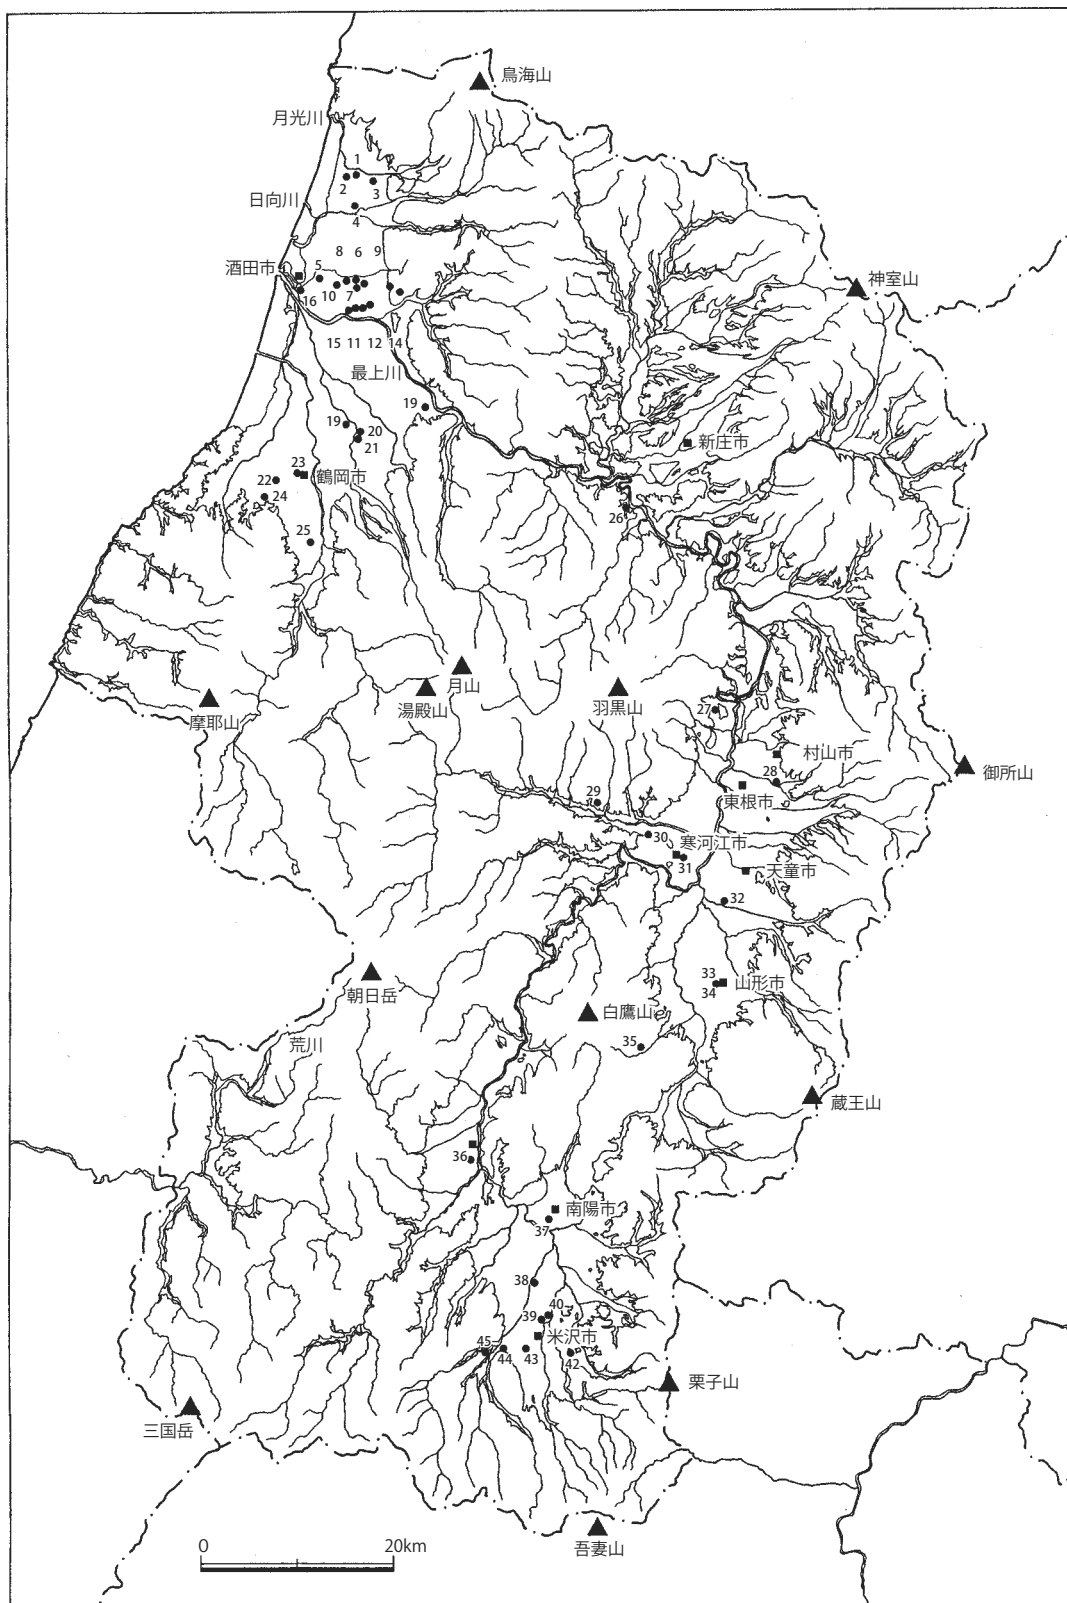 鳥海山
月光川
1
2
3
日向川
4
8 6 9
酒田市
5
10 7
16
15 11 12 14
最上川
19
神室山
19
20
21
新庄市
23
鶴岡市
22
24
26
25
月山
湯殿山
羽黒山
摩耶山
27
村山市
御所山
28
東根市
29
30
寒河江市
31
天童市
32
33
山形市
34
朝日岳
白鷹山
35
荒川
蔵王山
36
南陽市
37
38
40
39
米沢市
45
44
43
42
栗子山
三国岳
吾妻山
0 20km